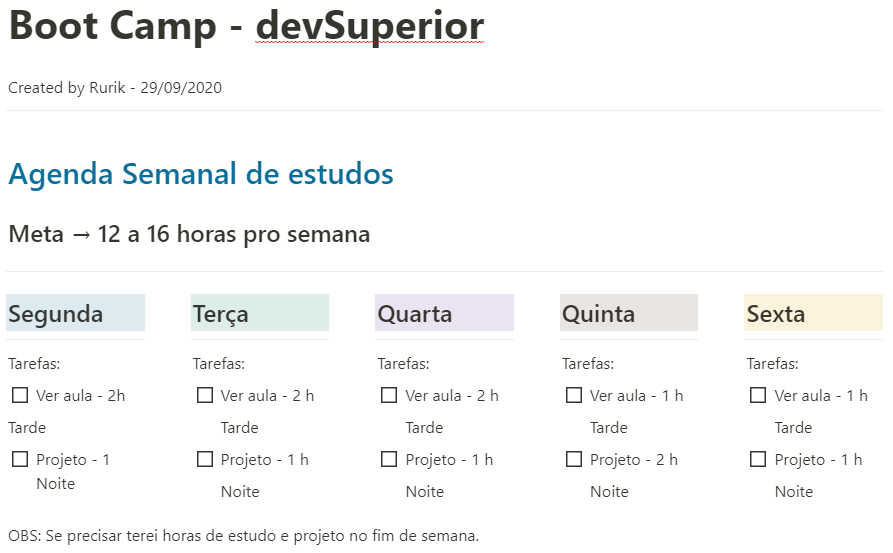 Boot Camp - devSuperior
Created by Rurik - 29/09/2020
Agenda Semanal de estudos
Meta → 12 a 16 horas pro semana
Segunda
Tarefas:
Ver aula - 2h
Tarde
Projeto - 1
Noite
Terça
Tarefas:
Ver aula - 2 h
Tarde
Projeto - 1 h
Noite
Quarta
Tarefas:
Ver aula - 2 h
Tarde
Projeto - 1 h
Noite
Quinta
Tarefas:
Ver aula - 1 h
Tarde
Projeto - 2 h
Noite
Sexta
Tarefas:
Ver aula - 1 h
Tarde
Projeto - 1 h
Noite
OBS: Se precisar terei horas de estudo e projeto no fim de semana.